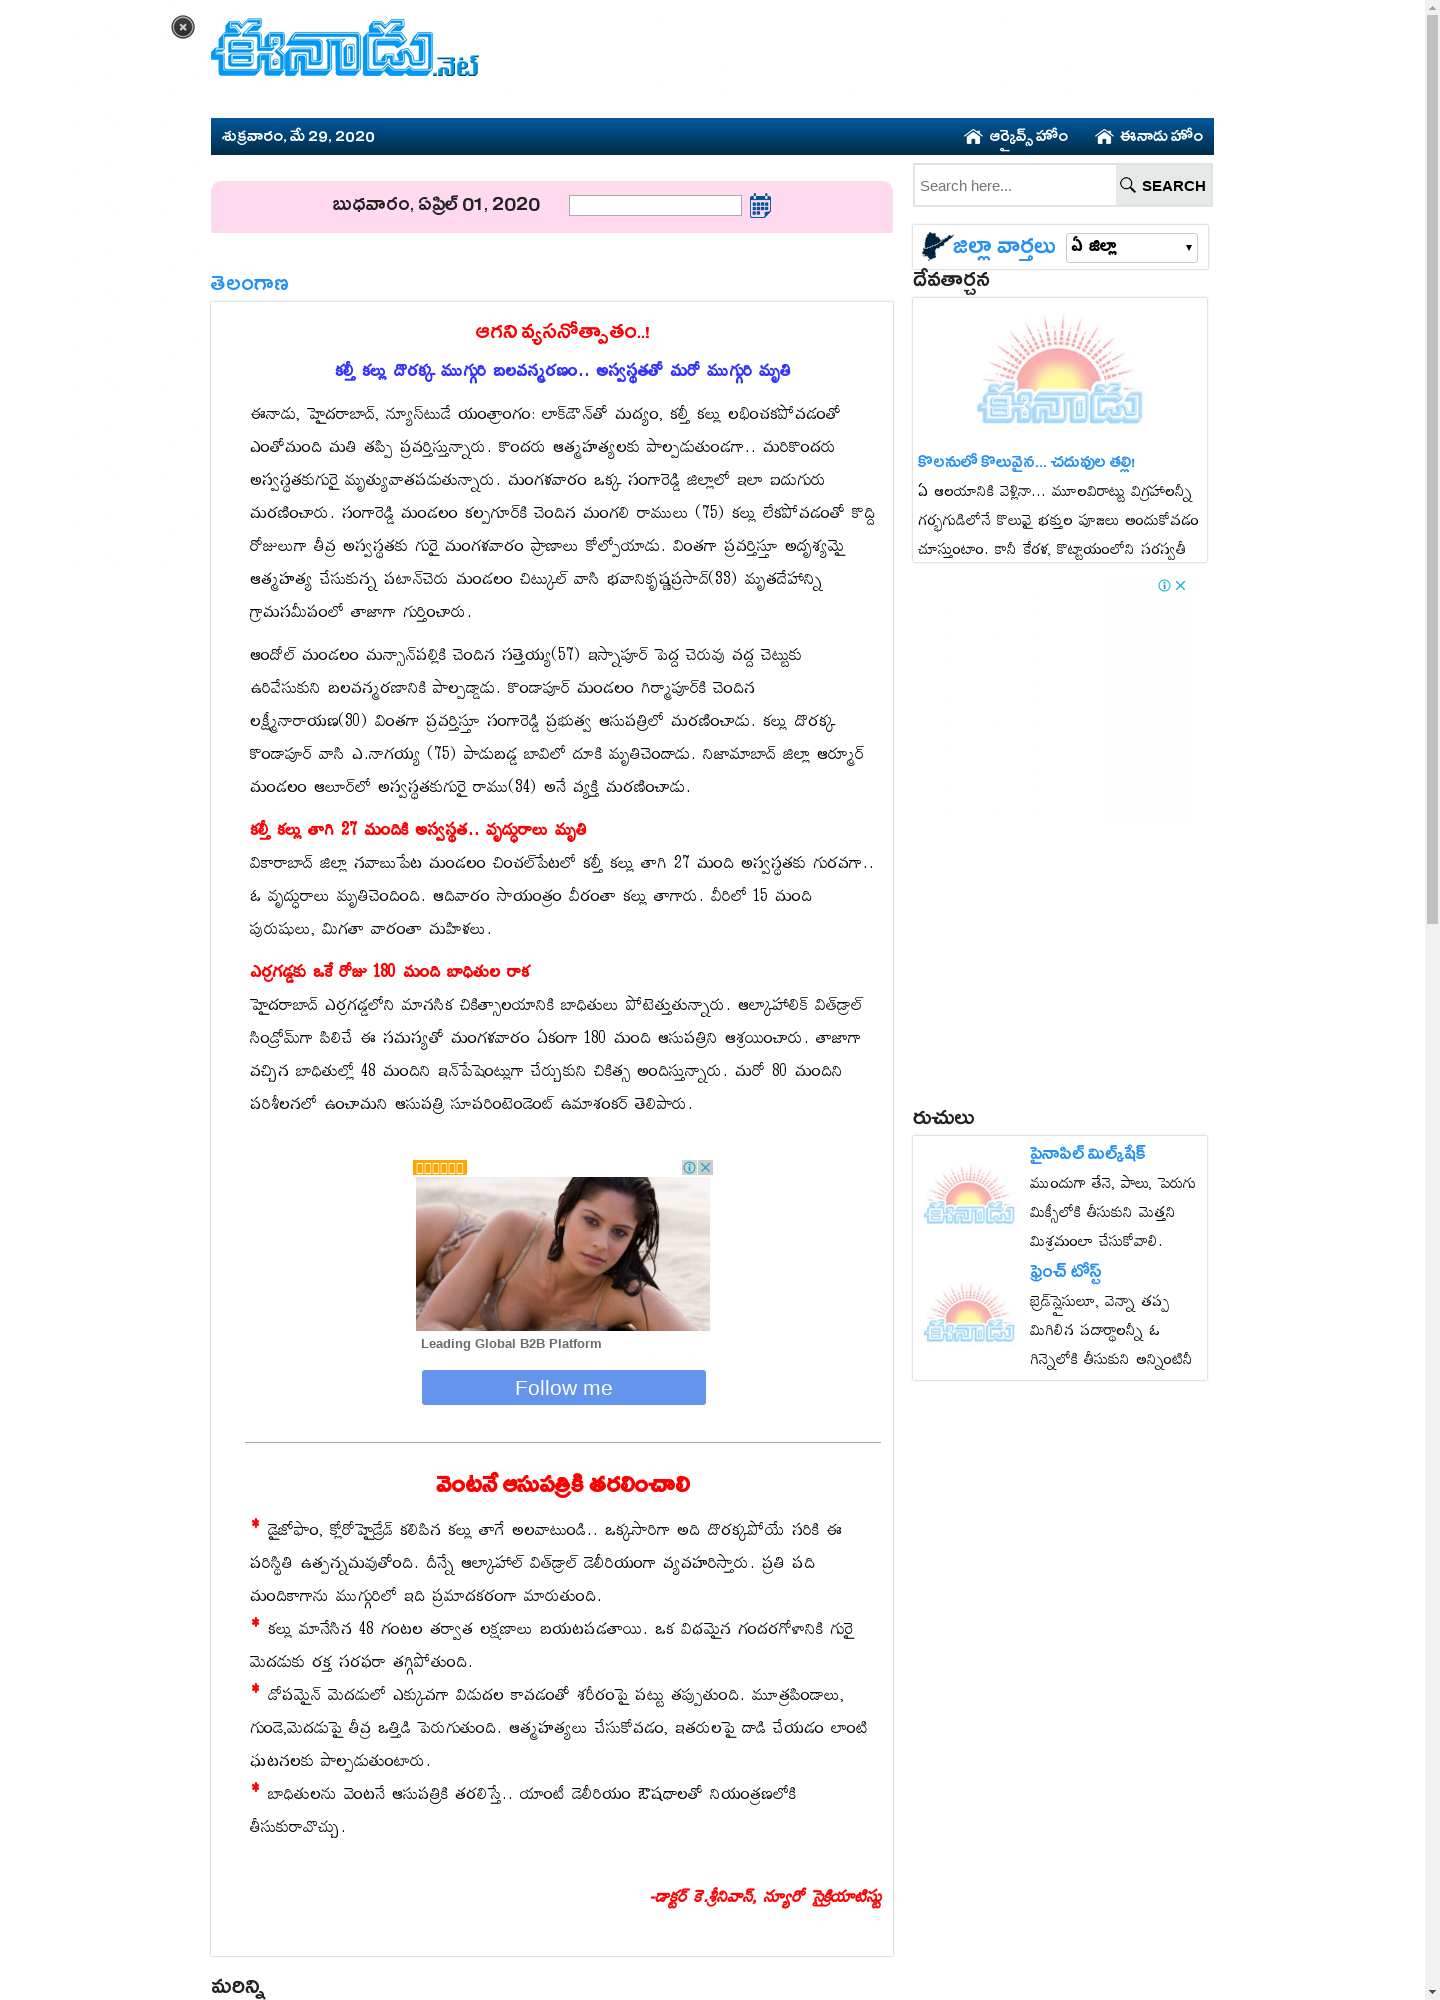 ఈనాడు.నెట్
శుక్రవారం, మే 29, 2020
ఆర్కైవ్స్ హోం
ఈనాడు హోం
బుధవారం, ఏప్రిల్ 01, 2020
తెలంగాణ
ఆగని వ్యసనోత్పాతం..!
కల్తీ కల్లు దొరక్క ముగ్గురి బలవన్మరణం.. అస్వస్థతతో మరో ముగ్గురి మృతి
ఈనాడు, హైదరాబాద్, న్యూస్‌టుడే యంత్రాంగం: లాక్‌డౌన్‌తో మద్యం, కల్తీ కల్లు లభించకపోవడంతో
ఎంతోమంది మతి తప్పి ప్రవర్తిస్తున్నారు. కొందరు ఆత్మహత్యలకు పాల్పడుతుండగా.. మరికొందరు
అస్వస్థతకుగురై మృత్యువాతపడుతున్నారు. మంగళవారం ఒక్క సంగారెడ్డి జిల్లాలో ఇలా ఐదుగురు
మరణించారు. సంగారెడ్డి మండలం కల్పగూర్‌కి చెందిన మంగలి రాములు (75) కల్లు లేకపోవడంతో కొద్ది
రోజులుగా తీవ్ర అస్వస్థతకు గురై మంగళవారం ప్రాణాలు కోల్పోయాడు. వింతగా ప్రవర్తిస్తూ అదృశ్యమై
ఆత్మహత్య చేసుకున్న పటాన్‌చెరు మండలం చిట్కుల్ వాసి భవానికృష్ణప్రసాద్(33) మృతదేహాన్ని
గ్రామసమీపంలో తాజాగా గుర్తించారు.
ఆందోల్ మండలం మన్సాన్‌పల్లికి చెందిన సత్తెయ్య(57) ఇస్నాపూర్ పెద్ద చెరువు వద్ద చెట్టుకు
ఉరివేసుకుని బలవన్మరణానికి పాల్పడ్డాడు. కొండాపూర్ మండలం గిర్మాపూర్‌కి చెందిన
లక్ష్మీనారాయణ(30) వింతగా ప్రవర్తిస్తూ సంగారెడ్డి ప్రభుత్వ ఆసుపత్రిలో మరణించాడు. కల్లు దొరక్క
కొండాపూర్ వాసి ఎ.నాగయ్య (75) పాడుబడ్డ బావిలో దూకి మృతిచెందాడు. నిజామాబాద్ జిల్లా ఆర్మూర్
మండలం ఆలూర్‌లో అస్వస్థతకుగురై రాము(34) అనే వ్యక్తి మరణించాడు.
కల్తీ కల్లు తాగి 27 మందికి అస్వస్థత.. వృద్ధురాలు మృతి
వికారాబాద్ జిల్లా నవాబుపేట మండలం చించల్‌పేటలో కల్తీ కల్లు తాగి 27 మంది అస్వస్థతకు గురవగా..
ఓ వృద్ధురాలు మృతిచెందింది. ఆదివారం సాయంత్రం వీరంతా కల్లు తాగారు. వీరిలో 15 మంది
పురుషులు, మిగతా వారంతా మహిళలు.
ఎర్రగడ్డకు ఒకే రోజు 180 మంది బాధితుల రాక
హైదరాబాద్ ఎర్రగడ్డలోని మానసిక చికిత్సాలయానికి బాధితులు పోటెత్తుతున్నారు. ఆల్కాహాలిక్ విత్‌డ్రాల్
సిండ్రోమ్‌గా పిలిచే ఈ సమస్యతో మంగళవారం ఏకంగా 180 మంది ఆసుపత్రిని ఆశ్రయించారు. తాజాగా
వచ్చిన బాధితుల్లో 48 మందిని ఇన్‌పేషెంట్లుగా చేర్చుకుని చికిత్స అందిస్తున్నారు. మరో 80 మందిని
పరిశీలనలో ఉంచామని ఆసుపత్రి సూపరింటెండెంట్ ఉమాశంకర్ తెలిపారు.
Leading Global B2B Platform
Follow me
వెంటనే ఆసుపత్రికి తరలించాలి
* డైజోఫాం, క్లోరోహైడ్రేడ్ కలిపిన కల్లు తాగే అలవాటుండి.. ఒక్కసారిగా అది దొరక్కపోయే సరికి ఈ
పరిస్థితి ఉత్పన్నమవుతోంది. దీన్నే ఆల్కాహాల్ విత్‌డ్రాల్ డెలీరియంగా వ్యవహరిస్తారు. ప్రతి పది
మందికాగాను ముగ్గురిలో ఇది ప్రమాదకరంగా మారుతుంది.
* కల్లు మానేసిన 48 గంటల తర్వాత లక్షణాలు బయటపడతాయి. ఒక విధమైన గందరగోళానికి గురై
మెదడుకు రక్త సరఫరా తగ్గిపోతుంది.
* డోపమైన్ మెదడులో ఎక్కువగా విడుదల కావడంతో శరీరంపై పట్టు తప్పుతుంది. మూత్రపిండాలు,
గుండె,మెదడుపై తీవ్ర ఒత్తిడి పెరుగుతుంది. ఆత్మహత్యలు చేసుకోవడం, ఇతరులపై దాడి చేయడం లాంటి
ఘటనలకు పాల్పడుతుంటారు.
* బాధితులను వెంటనే ఆసుపత్రికి తరలిస్తే.. యాంటీ డెలీరియం ఔషధాలతో నియంత్రణలోకి
తీసుకురావొచ్చు.
-డాక్టర్ కె.శ్రీనివాస్, న్యూరో సైక్రియాటిస్టు
మరిన్ని
Search here...
SEARCH
జిల్లా వార్తలు
ఏ జిల్లా
దేవతార్చన
ఈనాడు
కొలనులో కొలువైన... చదువుల తల్లి!
ఏ ఆలయానికి వెళ్లినా... మూలవిరాట్టు విగ్రహాలన్నీ
గర్భగుడిలోనే కొలువై భక్తుల పూజలు అందుకోవడం
చూస్తుంటాం. కానీ కేరళ, కొట్టాయంలోని సరస్వతీ
రుచులు
ఈనాడు
పైనాపిల్ మిల్క్‌షేక్
ముందుగా తేనె, పాలు, పెరుగు
మిక్సీలోకి తీసుకుని మెత్తని
మిశ్రమంలా చేసుకోవాలి.
ఈనాడు
ఫ్రెంచ్ టోస్ట్
బ్రెడ్‌స్లైసులూ, వెన్నా తప్ప
మిగిలిన పదార్థాలన్నీ ఓ
గిన్నెలోకి తీసుకుని అన్నింటినీ